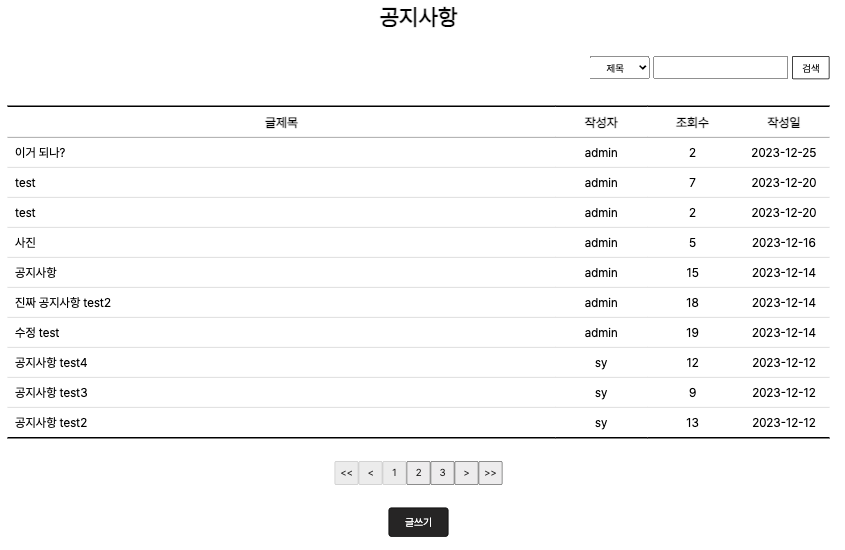 공지사항
제목 검색
글제목 작성자 조회수 작성일
이거 되나? admin 2 2023-12-25
test admin 7 2023-12-20
test admin 2 2023-12-20
사진 admin 5 2023-12-16
공지사항 admin 15 2023-12-14
진짜 공지사항 test2 admin 18 2023-12-14
수정 test admin 19 2023-12-14
공지사항 test4 sy 12 2023-12-12
공지사항 test3 sy 9 2023-12-12
공지사항 test2 sy 13 2023-12-12
<< < 1 2 3 > >>
글쓰기